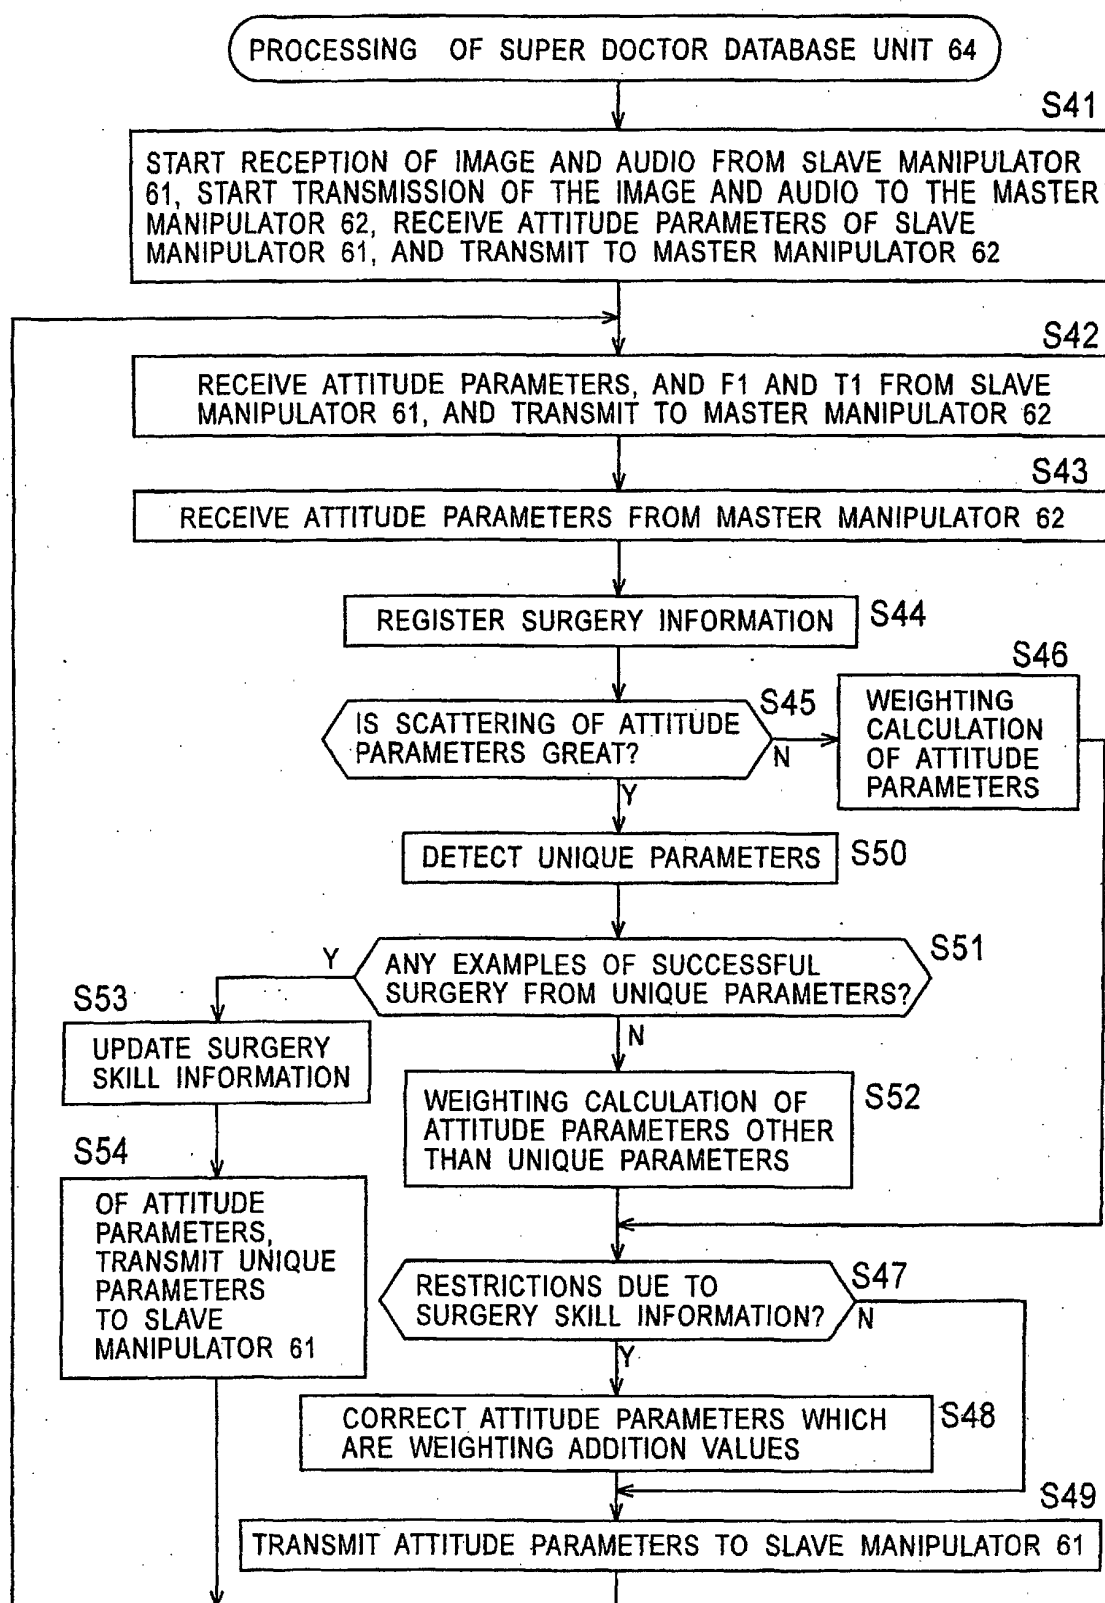 PROCESSING OF SUPER DOCTOR DATABASE UNIT 64
S41
START RECEPTION OF IMAGE AND AUDIO FROM SLAVE MANIPULATOR
61, START TRANSMISSION OF THE IMAGE AND AUDIO TO THE MASTER
MANIPULATOR 62, RECEIVE ATTITUDE PARAMETERS OF SLAVE
MANIPULATOR 61, AND TRANSMIT TO MASTER MANIPULATOR 62
S42
RECEIVE ATTITUDE PARAMETERS, AND F1 AND T1 FROM SLAVE
MANIPULATOR 61, AND TRANSMIT TO MASTER MANIPULATOR 62
S43
RECEIVE ATTITUDE PARAMETERS FROM MASTER MANIPULATOR 62
REGISTER SURGERY INFORMATION
S44
S45
IS SCATTERING OF ATTITUDE
PARAMETERS GREAT?
N
Y
S46
WEIGHTING
CALCULATION
OF ATTITUDE
PARAMETERS
DETECT UNIQUE PARAMETERS
S50
S51
ANY EXAMPLES OF SUCCESSFUL
SURGERY FROM UNIQUE PARAMETERS?
Y
N
S53
UPDATE SURGERY
SKILL INFORMATION
S52
WEIGHTING CALCULATION OF
ATTITUDE PARAMETERS OTHER
THAN UNIQUE PARAMETERS
S54
OF ATTITUDE
PARAMETERS,
TRANSMIT UNIQUE
PARAMETERS
TO SLAVE
MANIPULATOR 61
S47
RESTRICTIONS DUE TO
SURGERY SKILL INFORMATION?
N
Y
S48
CORRECT ATTITUDE PARAMETERS WHICH
ARE WEIGHTING ADDITION VALUES
S49
TRANSMIT ATTITUDE PARAMETERS TO SLAVE MANIPULATOR 61